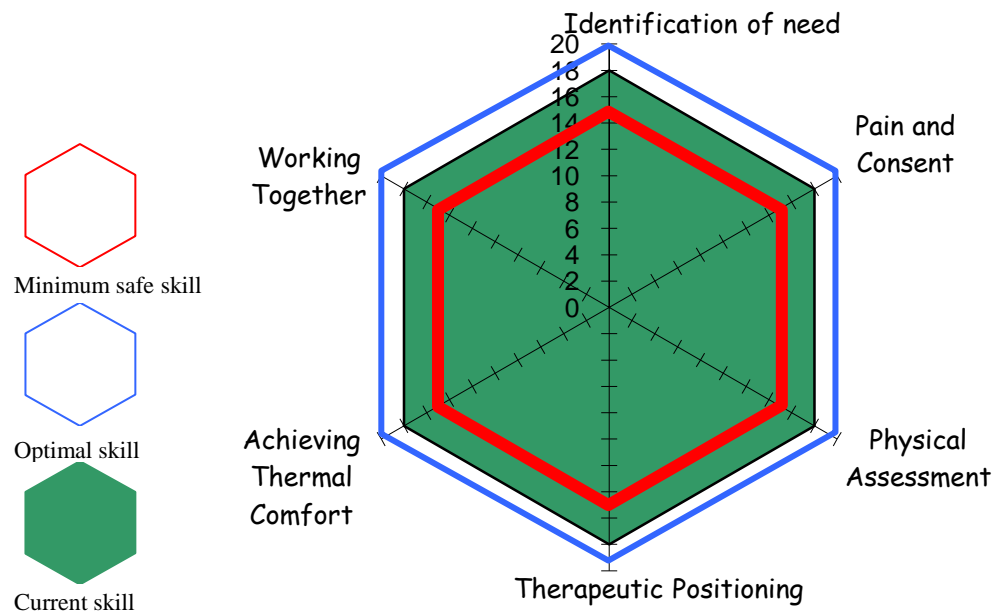 Identification of need
20
18
16
14
12
10
8
6
4
2
0
Pain and
Consent
Physical
Assessment
Therapeutic Positioning
Achieving
Thermal
Comfort
Working
Together
Minimum safe skill
Optimal skill
Current skill